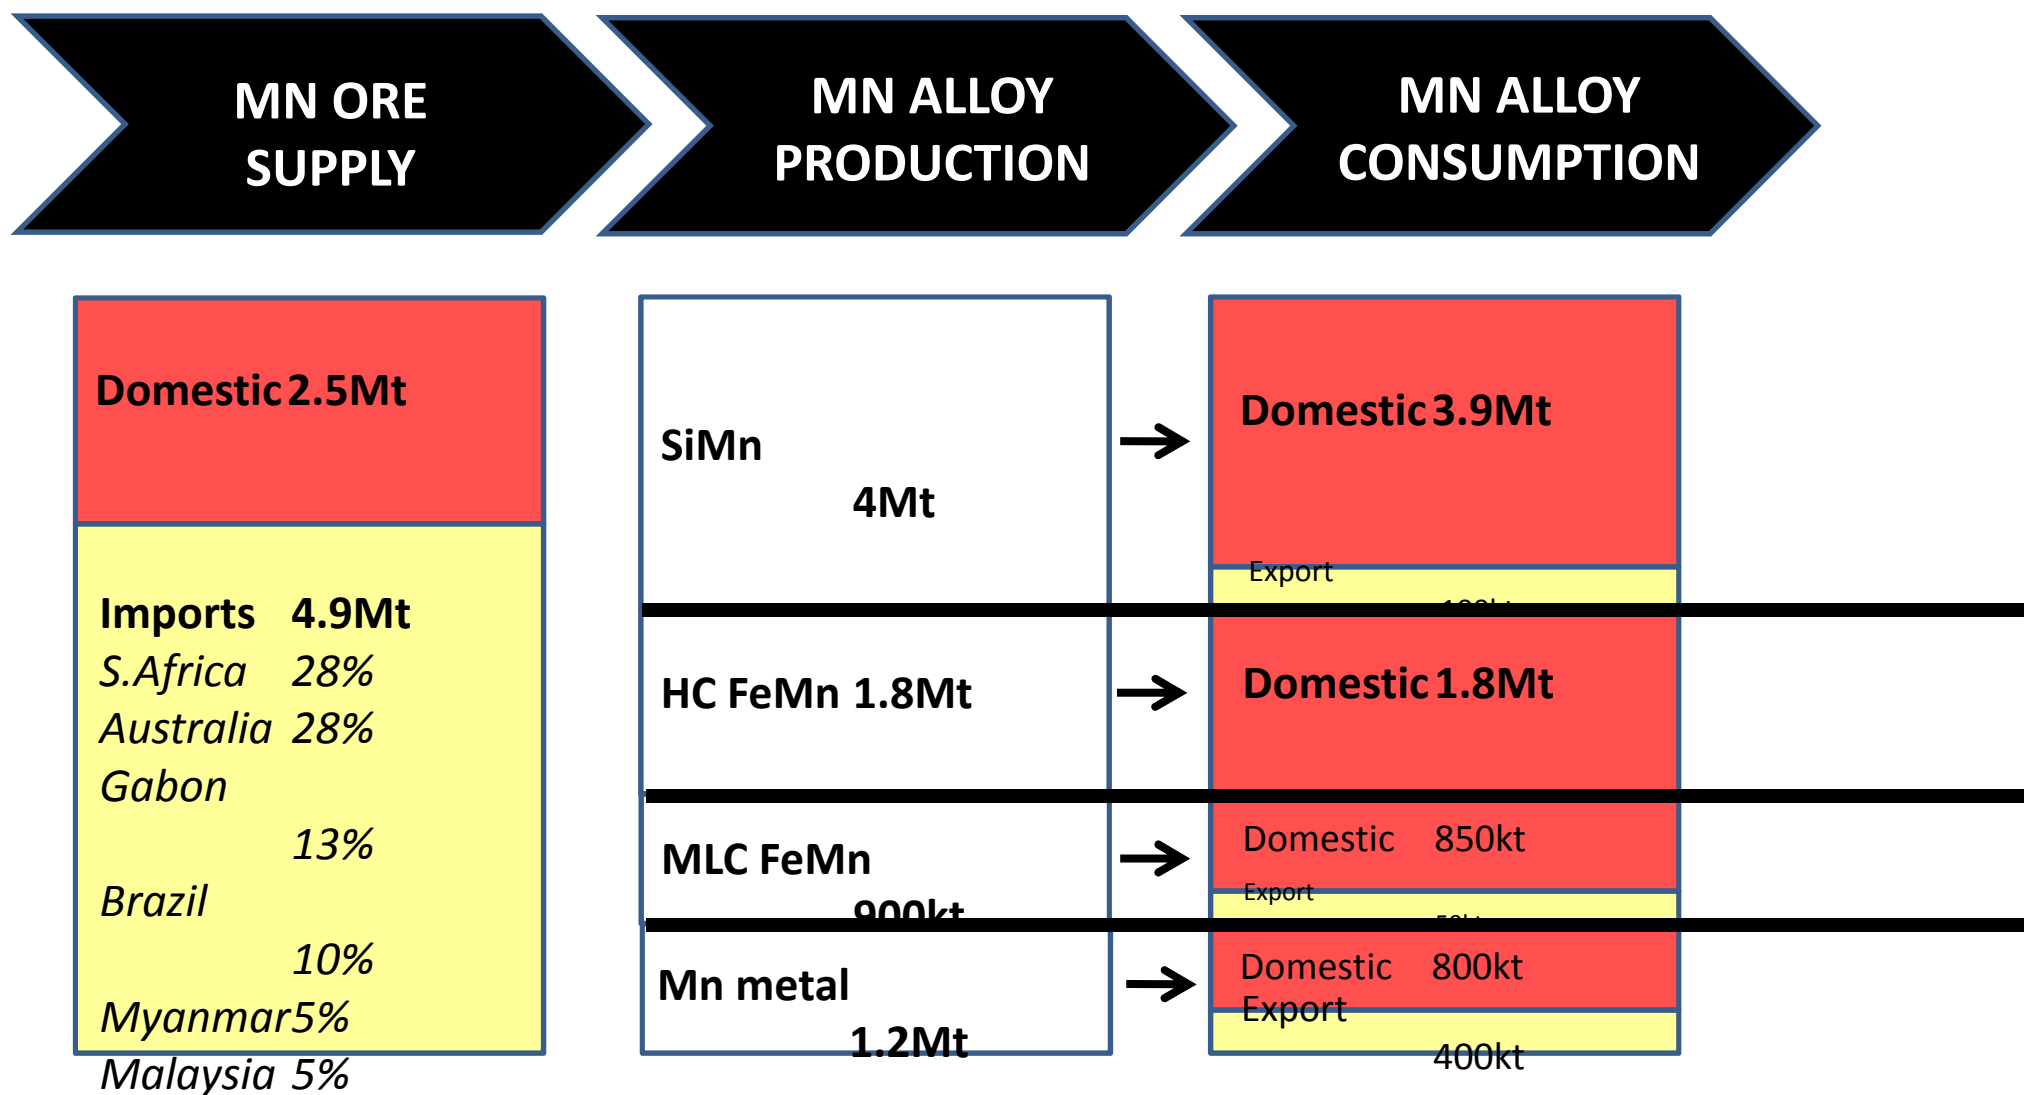 MN ORE
SUPPLY
MN ALLOY
PRODUCTION
MN ALLOY
CONSUMPTION
Domestic 2.5Mt
Imports 4.9Mt
S.Africa 28%
Australia 28%
Gabon
13%
Brazil
10%
Myanmar 5%
Malaysia 5%
SiMn
4Mt
HC FeMn 1.8Mt
MLC FeMn
900kt
Mn metal
1.2Mt
Domestic 3.9Mt
Export
Domestic 1.8Mt
Domestic 850kt
Export
Domestic 800kt
Export
400kt